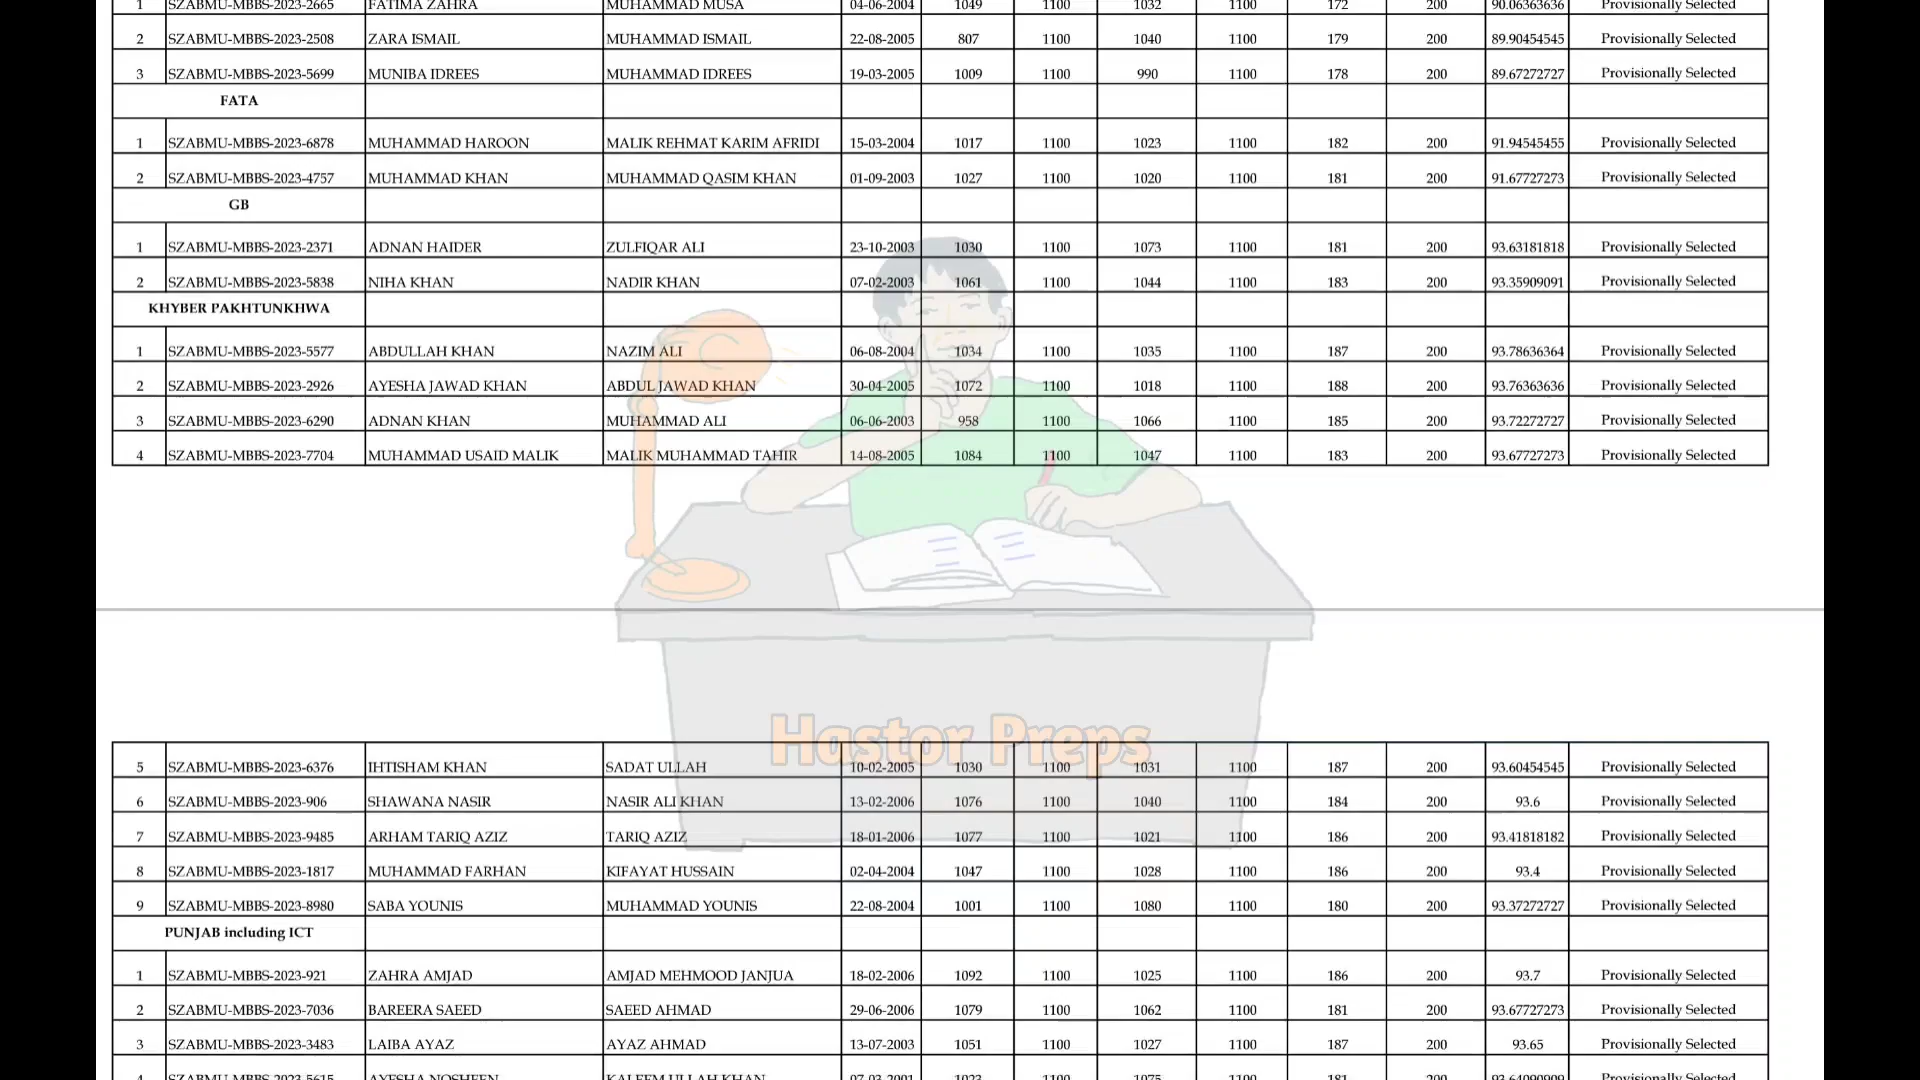 1 SZABMU-MBBS-2023-2665 FATIMA ZAHRA MUHAMMAD MUSA 04-06-2004 1049 1100 1032 1100 172 200 90.06363636 Provisionally Selected
2 SZABMU-MBBS-2023-2508 ZARA ISMAIL MUHAMMAD ISMAIL 22-08-2005 807 1100 1040 1100 179 200 89.90454545 Provisionally Selected
3 SZABMU-MBBS-2023-5699 MUNIBA IDREES MUHAMMAD IDREES 19-03-2005 1009 1100 990 1100 178 200 89.67272727 Provisionally Selected
FATA
1 SZABMU-MBBS-2023-6878 MUHAMMAD HAROON MALIK REHMAT KARIM AFRIDI 15-03-2004 1017 1100 1023 1100 182 200 91.94545455 Provisionally Selected
2 SZABMU-MBBS-2023-4757 MUHAMMAD KHAN MUHAMMAD QASIM KHAN 01-09-2003 1027 1100 1020 1100 181 200 91.67727273 Provisionally Selected
GB
1 SZABMU-MBBS-2023-2371 ADNAN HAIDER ZULFIQAR ALI 23-10-2003 1030 1100 1073 1100 181 200 93.63181818 Provisionally Selected
2 SZABMU-MBBS-2023-5838 NIHA KHAN NADIR KHAN 07-02-2003 1061 1100 1044 1100 183 200 93.35909091 Provisionally Selected
KHYBER PAKHTUNKHWA
1 SZABMU-MBBS-2023-5577 ABDULLAH KHAN NAZIM ALI 06-08-2004 1034 1100 1035 1100 187 200 93.78636364 Provisionally Selected
2 SZABMU-MBBS-2023-2926 AYESHA JAWAD KHAN ABDUL JAWAD KHAN 30-04-2005 1072 1100 1018 1100 188 200 93.76363636 Provisionally Selected
3 SZABMU-MBBS-2023-6290 ADNAN KHAN MUHAMMAD ALI 06-06-2003 958 1100 1066 1100 185 200 93.72272727 Provisionally Selected
4 SZABMU-MBBS-2023-7704 MUHAMMAD USAID MALIK MALIK MUHAMMAD TAHIR 14-08-2005 1084 1100 1047 1100 183 200 93.67727273 Provisionally Selected
Hastor Preps
5 SZABMU-MBBS-2023-6376 IHTISHAM KHAN SADAT ULLAH 10-02-2005 1030 1100 1031 1100 187 200 93.60454545 Provisionally Selected
6 SZABMU-MBBS-2023-906 SHAWANA NASIR NASIR ALI KHAN 13-02-2006 1076 1100 1040 1100 184 200 93.6 Provisionally Selected
7 SZABMU-MBBS-2023-9485 ARHAM TARIQ AZIZ TARIQ AZIZ 18-01-2006 1077 1100 1021 1100 186 200 93.41818182 Provisionally Selected
8 SZABMU-MBBS-2023-1817 MUHAMMAD FARHAN KIFAYAT HUSSAIN 02-04-2004 1047 1100 1028 1100 186 200 93.4 Provisionally Selected
9 SZABMU-MBBS-2023-8980 SABA YOUNIS MUHAMMAD YOUNIS 22-08-2004 1001 1100 1080 1100 180 200 93.37272727 Provisionally Selected
PUNJAB including ICT
1 SZABMU-MBBS-2023-921 ZAHRA AMJAD AMJAD MEHMOOD JANJUA 18-02-2006 1092 1100 1025 1100 186 200 93.7 Provisionally Selected
2 SZABMU-MBBS-2023-7036 BAREERA SAEED SAEED AHMAD 29-06-2006 1079 1100 1062 1100 181 200 93.67727273 Provisionally Selected
3 SZABMU-MBBS-2023-3483 LAIBA AYAZ AYAZ AHMAD 13-07-2003 1051 1100 1027 1100 187 200 93.65 Provisionally Selected
4 SZABMU-MBBS-2023-5615 AYESHA NOSHEEN KALEEM ULLAH KHAN 1100 1100 200 Provisionally Selected